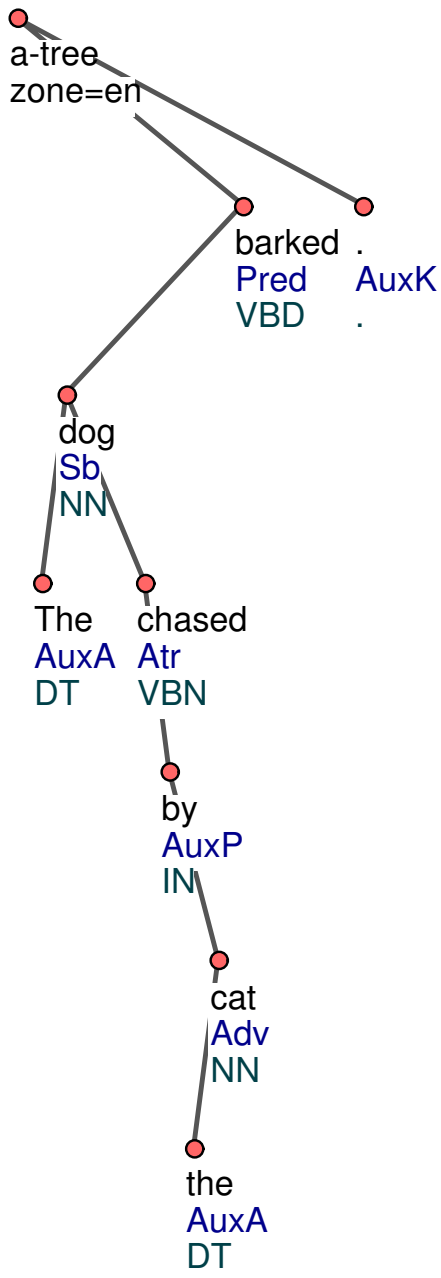 a-tree
zone=en
barked .
Pred AuxK
VBD .
dog
Sb
NN
The chased
AuxA Atr
DT VBN
by
AuxP
IN
cat
Adv
NN
the
AuxA
DT